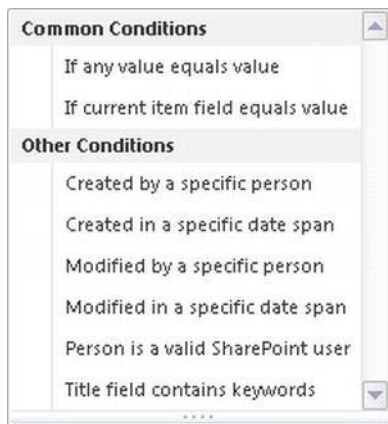 Common Conditions
If any value equals value
If current item field equals value
Other Conditions
Created by a specific person
Created in a specific date span
Modified by a specific person
Modified in a specific date span
Person is a valid SharePoint user
Title field contains keywords